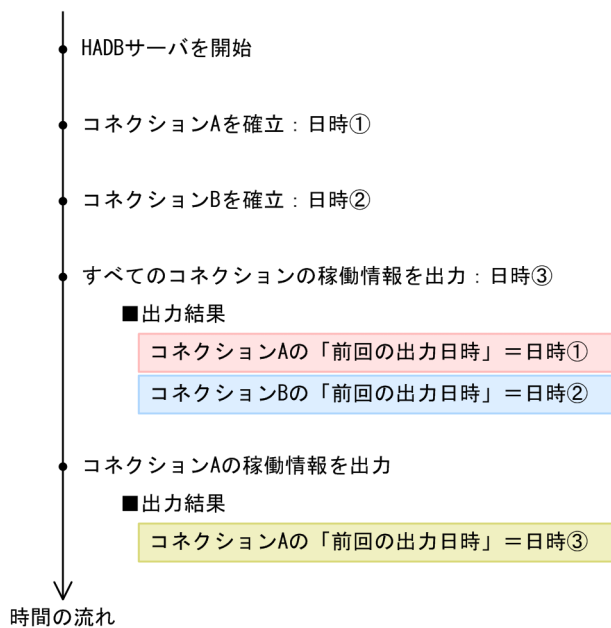 HADBサーバを開始
コネクションAを確立：日時①
コネクションBを確立：日時②
すべてのコネクションの稼働情報を出力：日時③
■出力結果
コネクションAの「前回の出力日時」＝日時①
コネクションBの「前回の出力日時」＝日時②
コネクションAの稼働情報を出力
■出力結果
コネクションAの「前回の出力日時」＝日時③
時間の流れ